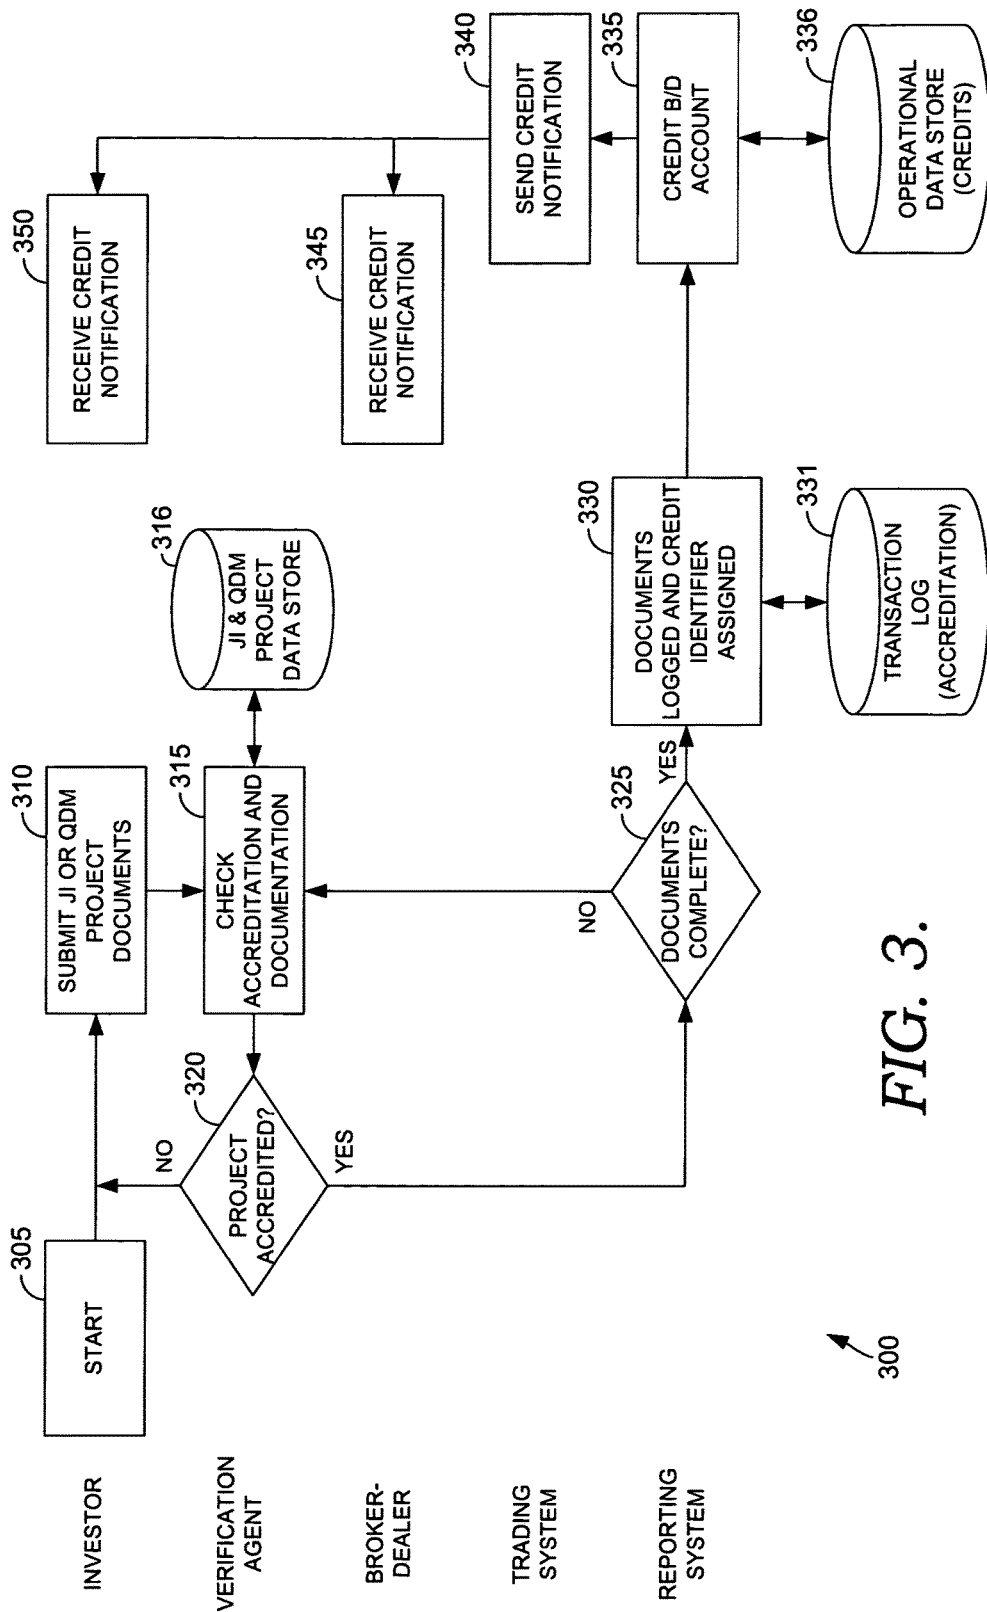 INVESTOR
305
START
310
SUBMIT JI OR QDM
PROJECT
DOCUMENTS
350
RECEIVE CREDIT
NOTIFICATION
VERIFICATION
AGENT
320
PROJECT
ACCREDITED?
NO
YES
315
CHECK
ACCREDITATION AND
DOCUMENTATION
316
JI & QDM
PROJECT
DATA STORE
BROKER-
DEALER
345
RECEIVE CREDIT
NOTIFICATION
TRADING
SYSTEM
340
SEND CREDIT
NOTIFICATION
REPORTING
SYSTEM
325
DOCUMENTS
COMPLETE?
NO
YES
330
DOCUMENTS
LOGGED AND CREDIT
IDENTIFIER
ASSIGNED
335
CREDIT B/D
ACCOUNT
331
TRANSACTION
LOG
(ACCREDITATION)
336
OPERATIONAL
DATA STORE
(CREDITS)
300
FIG. 3.